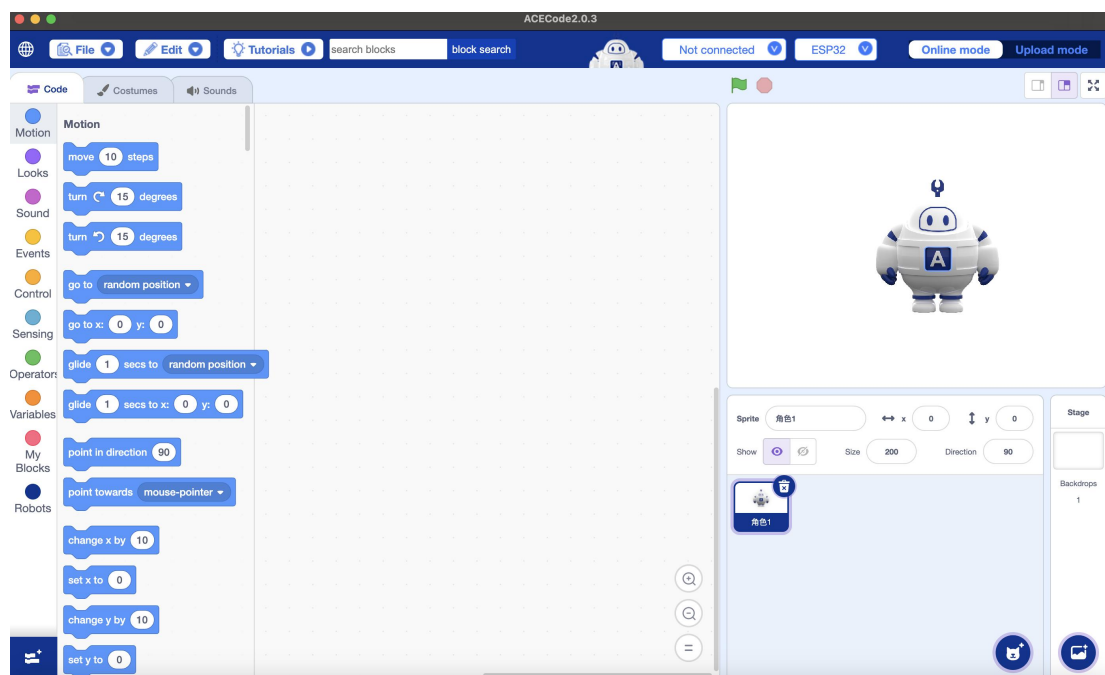 ACECode2.0.3
File Edit Tutorials search blocks block search Not connected ESP32 Online mode Upload mode
Code Costumes Sounds
Motion
Looks
Sound
Events
Control
Sensing
Operators
Variables
My
Blocks
Robots
Motion
move 10 steps
turn 15 degrees
turn 15 degrees
go to random position
go to x: 0 y: 0
glide 1 secs to random position
glide 1 secs to x: 0 y: 0
point in direction 90
point towards mouse-pointer
change x by 10
set x to 0
change y by 10
set y to 0
A
A
Sprite 角色1 x 0 y 0
Show Size 200 Direction 90
角色1
Stage
Backdrops
1